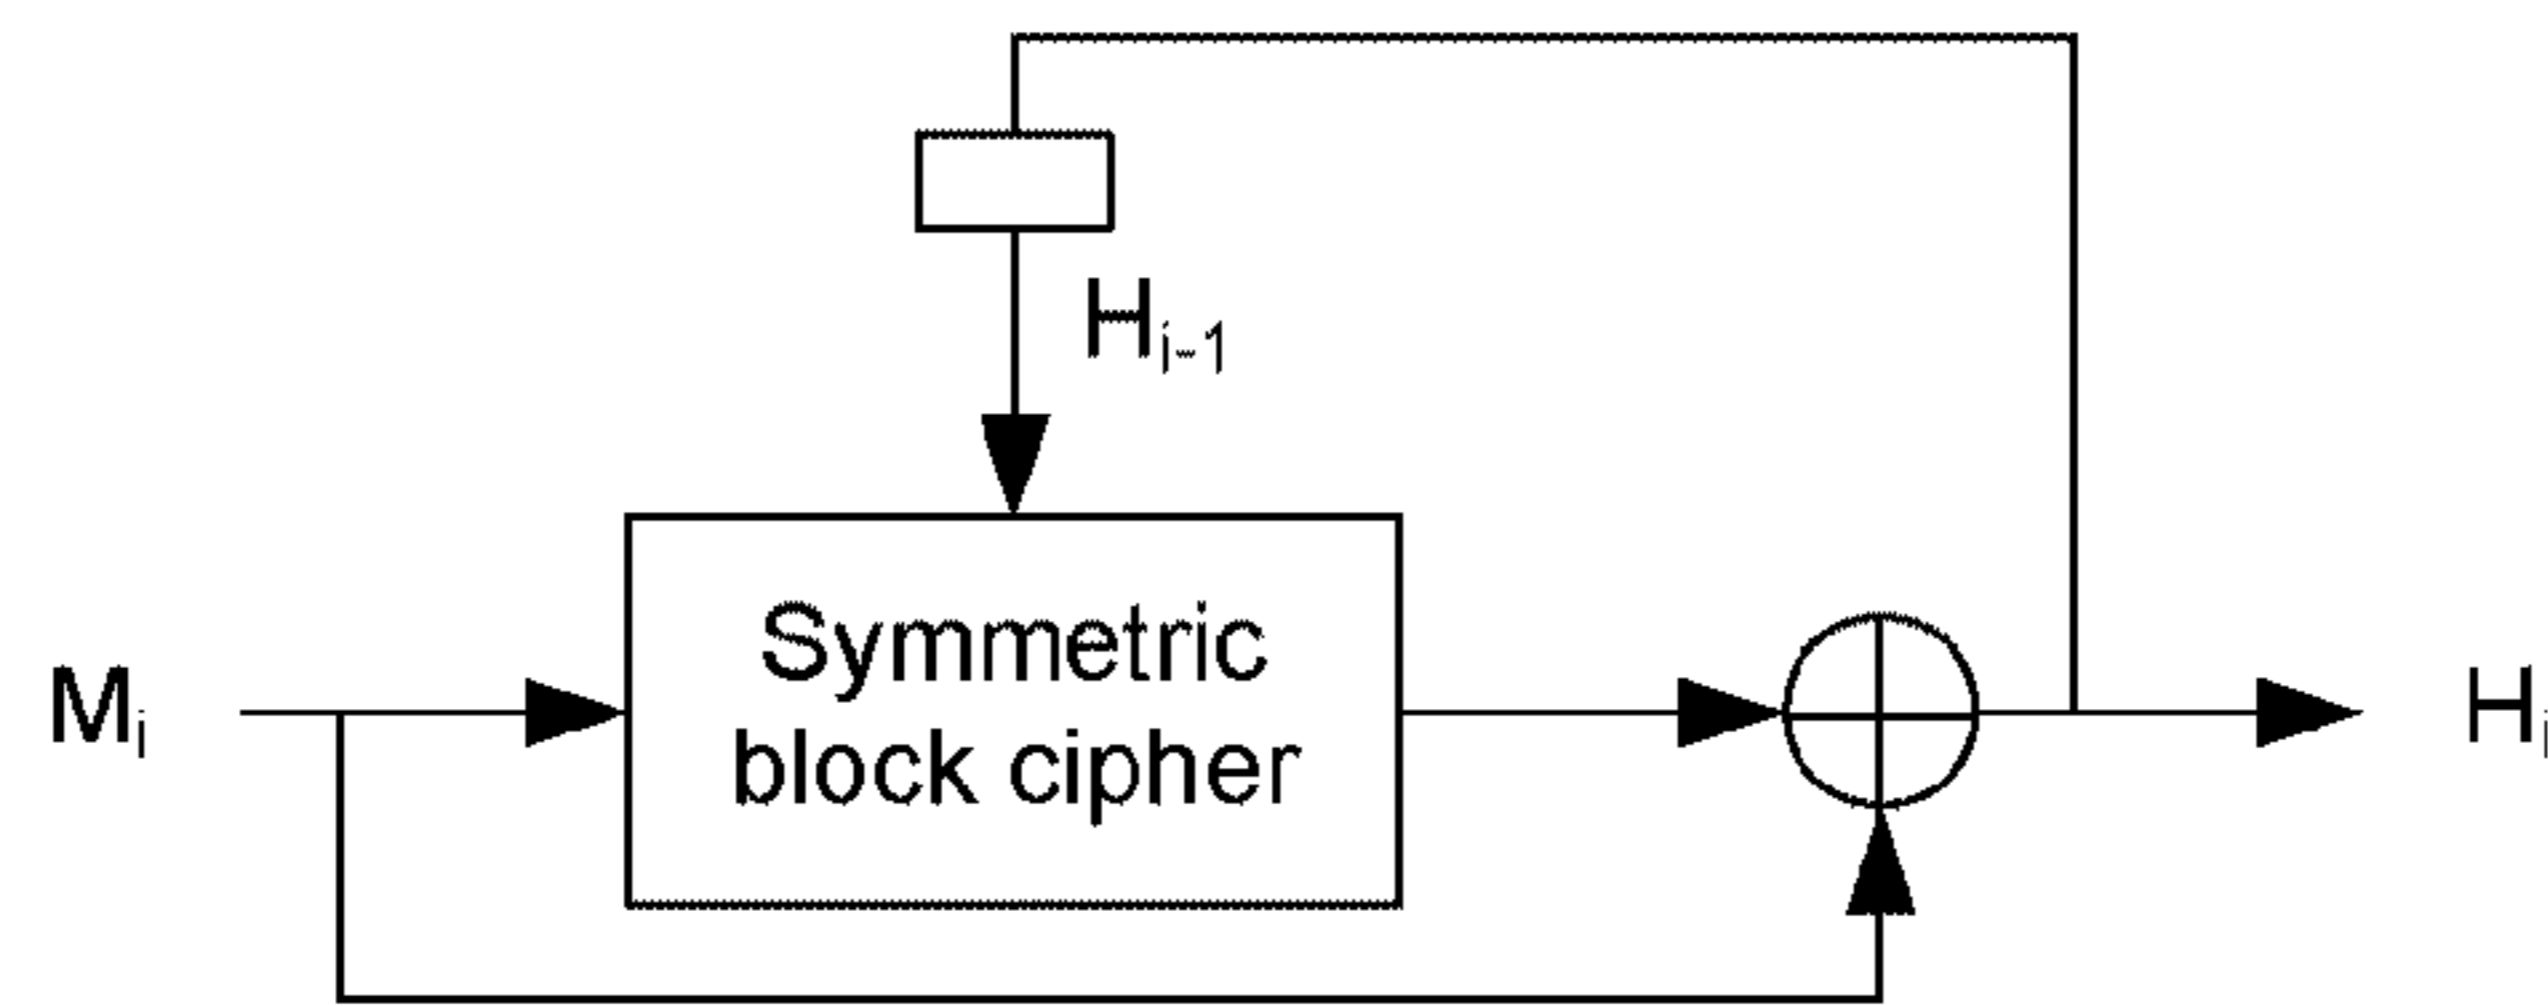 H_{i-1}
Symmetric
block cipher
M_i
H_i